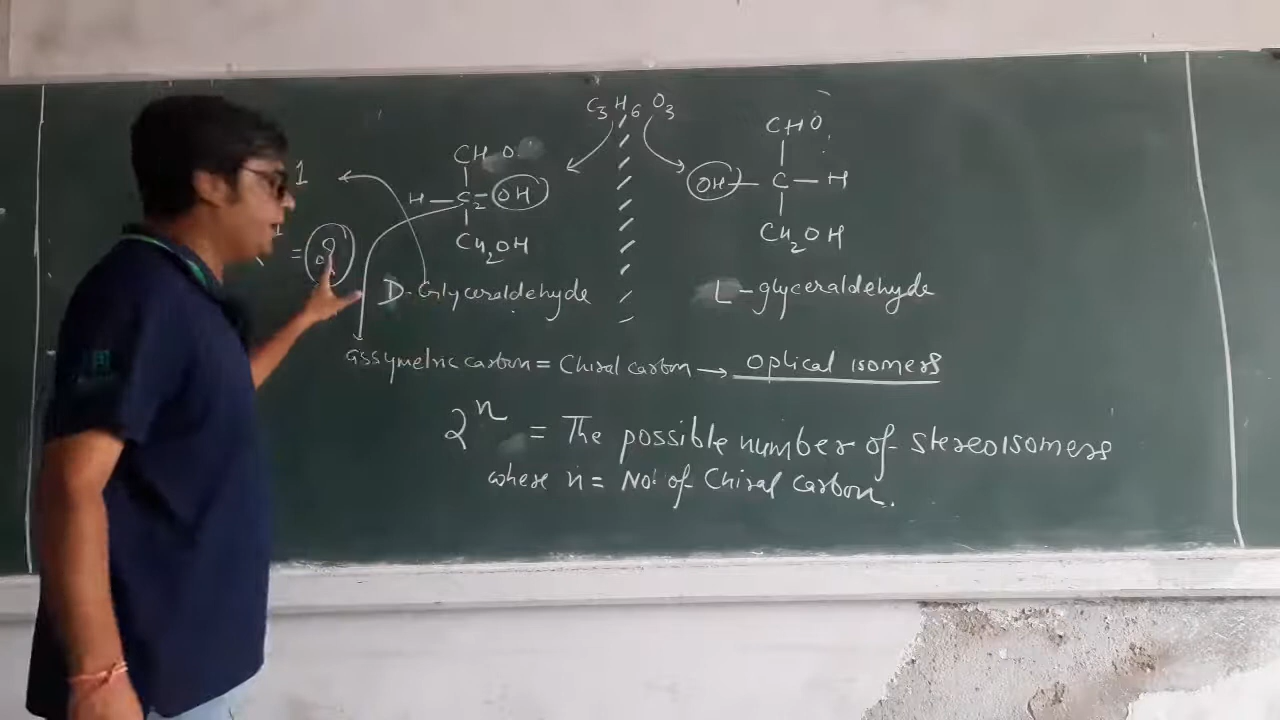 C3H6O3
CHO CHO
1
H-C2-OH OH-C-H
CH2OH CH2OH
=
D-Glyceraldehyde L-glyceraldehyde
assymetric carbon = Chiral carbon → Optical isomers
2^n = The possible number of stereoisomers
where n = No: of Chiral Carbon.